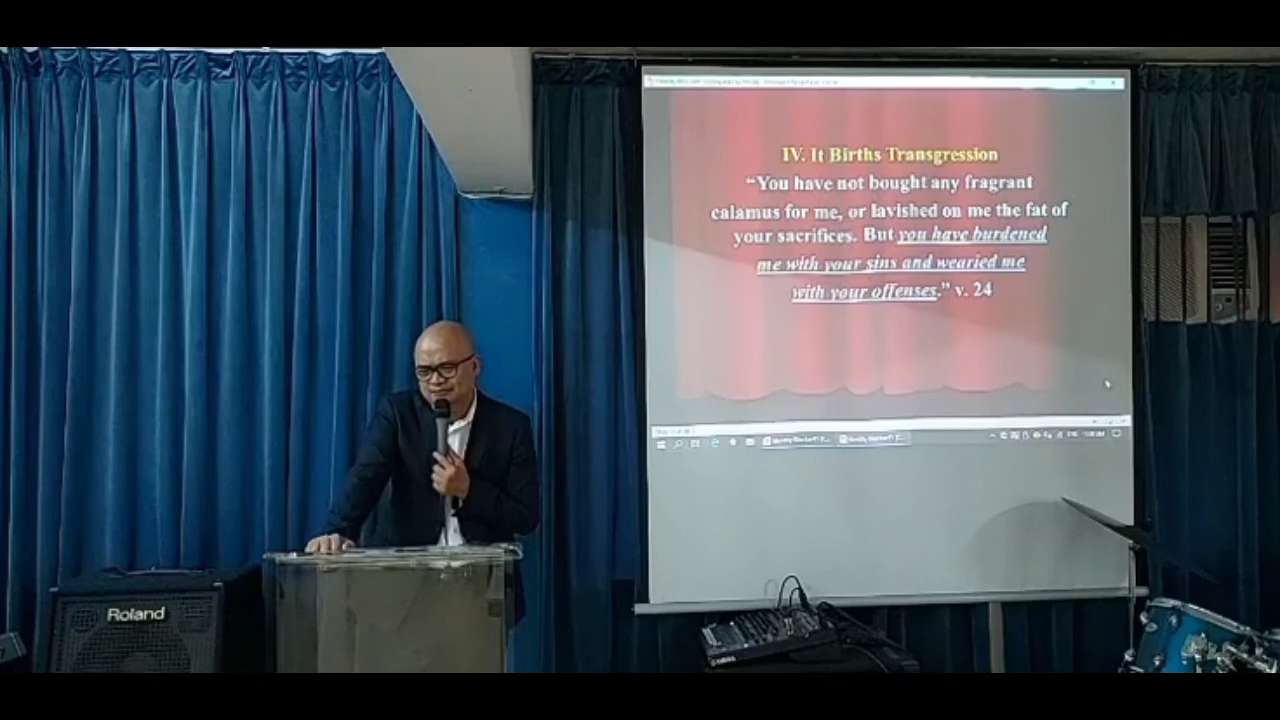 IV. It Births Transgression
“You have not bought any fragrant
calamus for me, or lavished on me the fat of
your sacrifices. But you have burdened
me with your sins and wearied me
with your offenses.” v. 24
Roland